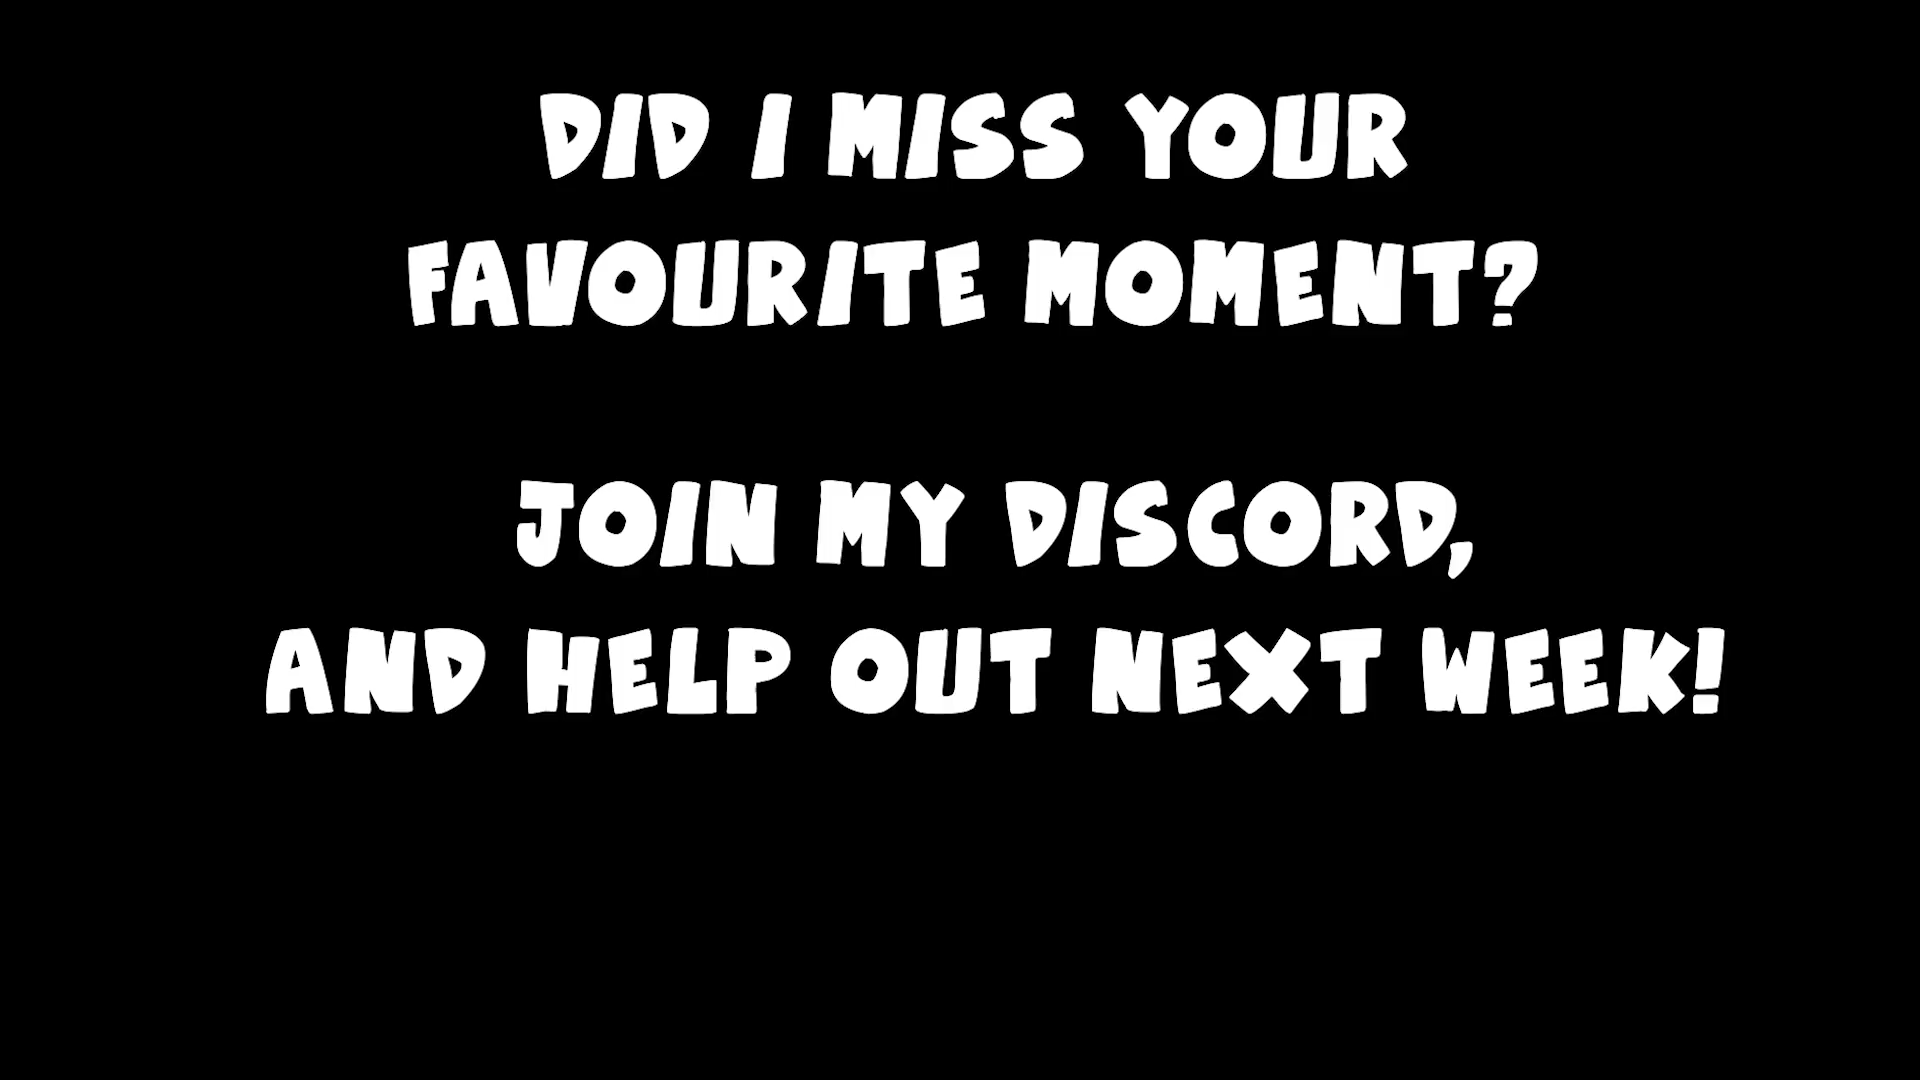 DID I MISS YOUR
FAVOURITE MOMENT?
JOIN MY DISCORD,
AND HELP OUT NEXT WEEK!